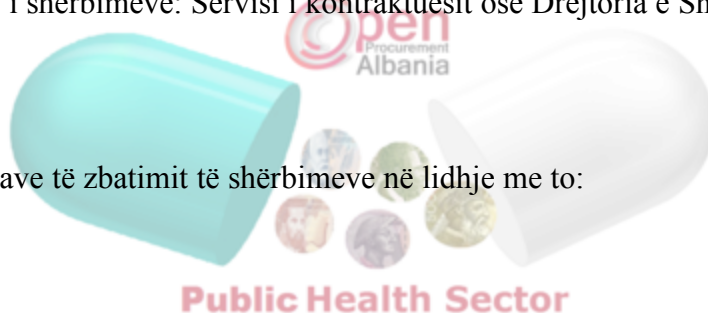 i shërbimeve: Servisi i kontraktuesit ose Drejtoria e Sh
Open
Procurement
Albania
ave të zbatimit të shërbimeve në lidhje me to:
Public Health Sector